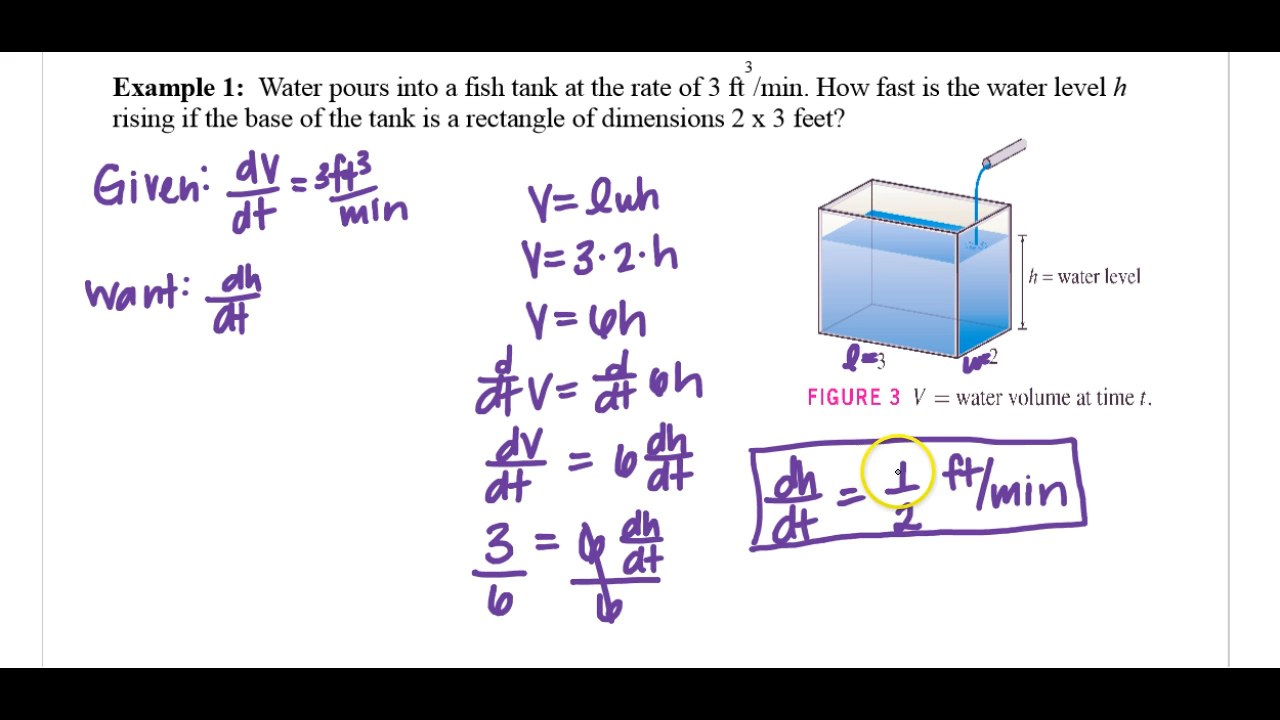 Example 1: Water pours into a fish tank at the rate of 3 ft³/min. How fast is the water level h
rising if the base of the tank is a rectangle of dimensions 2 x 3 feet?
Given: dV/dt = 3ft³/min
Want: dh/dt
V = lwh
V = 3·2·h
V = 6h
d/dt V = d/dt 6h
dV/dt = 6 dh/dt
3/6 = 6 dh/dt / 6
h = water level
l = 3
w = 2
FIGURE 3 V = water volume at time t.
dh/dt = 1/2 ft/min